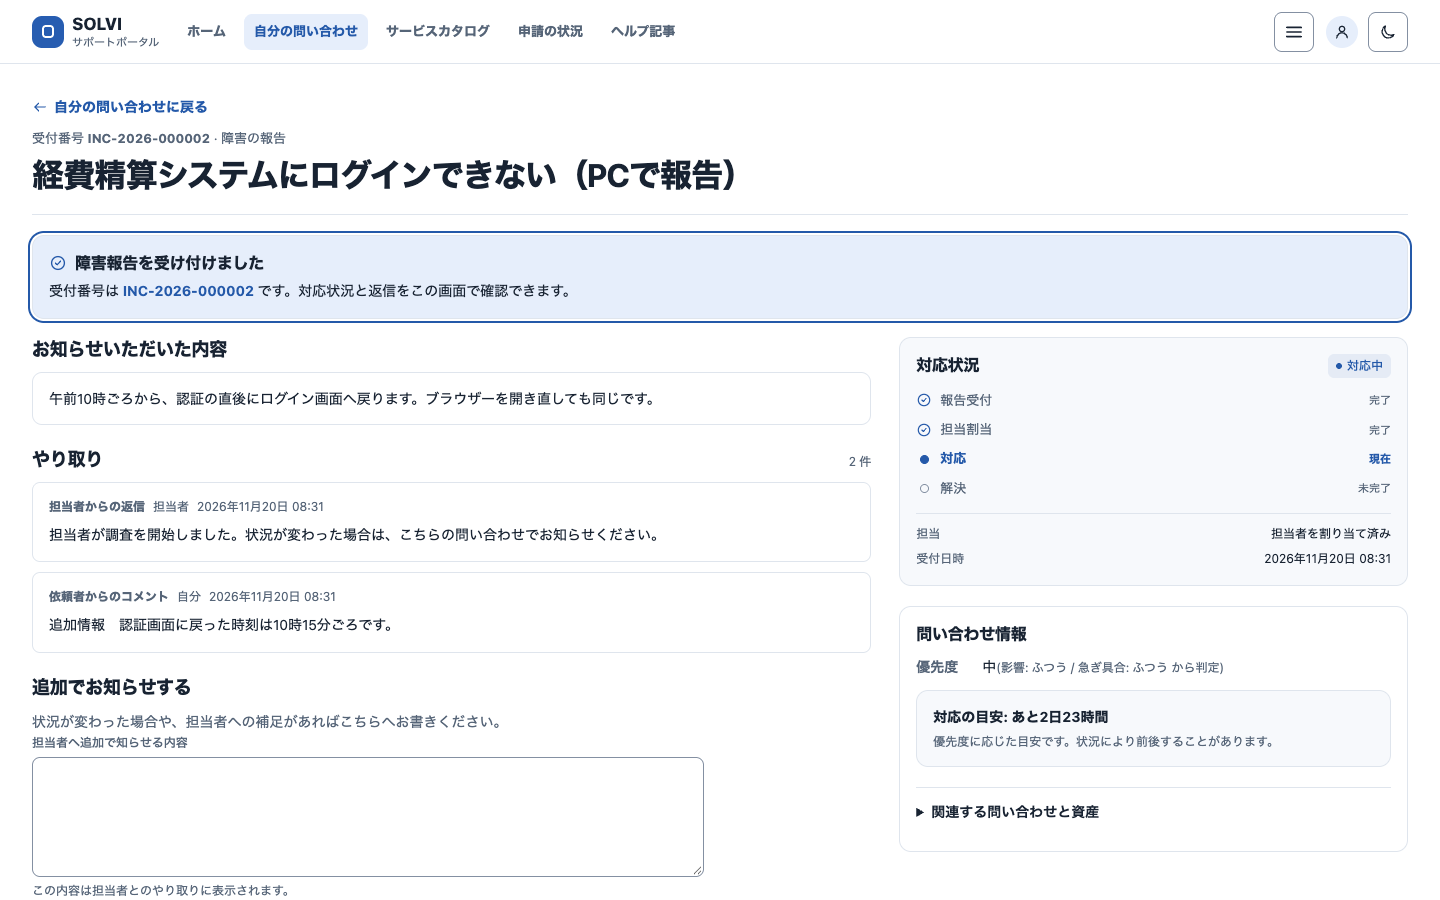 SOLVI
サポートポータル
ホーム
自分の問い合わせ
サービスカタログ
申請の状況
ヘルプ記事
← 自分の問い合わせに戻る
受付番号 INC-2026-000002 · 障害の報告
経費精算システムにログインできない（PCで報告）
障害報告を受け付けました
受付番号は INC-2026-000002 です。対応状況と返信をこの画面で確認できます。
お知らせいただいた内容
午前10時ごろから、認証の直後にログイン画面へ戻ります。ブラウザーを開き直しても同じです。
やり取り 2 件
担当者からの返信 担当者 2026年11月20日 08:31
担当者が調査を開始しました。状況が変わった場合は、こちらの問い合わせでお知らせください。
依頼者からのコメント 自分 2026年11月20日 08:31
追加情報　認証画面に戻った時刻は10時15分ごろです。
追加でお知らせする
状況が変わった場合や、担当者への補足があればこちらへお書きください。
担当者へ追加で知らせる内容
この内容は担当者とのやり取りに表示されます。
対応状況 対応中
報告受付 完了
担当割当 完了
対応 現在
解決 未完了
担当 担当者を割り当て済み
受付日時 2026年11月20日 08:31
問い合わせ情報
優先度 中(影響: ふつう / 急ぎ具合: ふつう から判定)
対応の目安: あと2日23時間
優先度に応じた目安です。状況により前後することがあります。
関連する問い合わせと資産